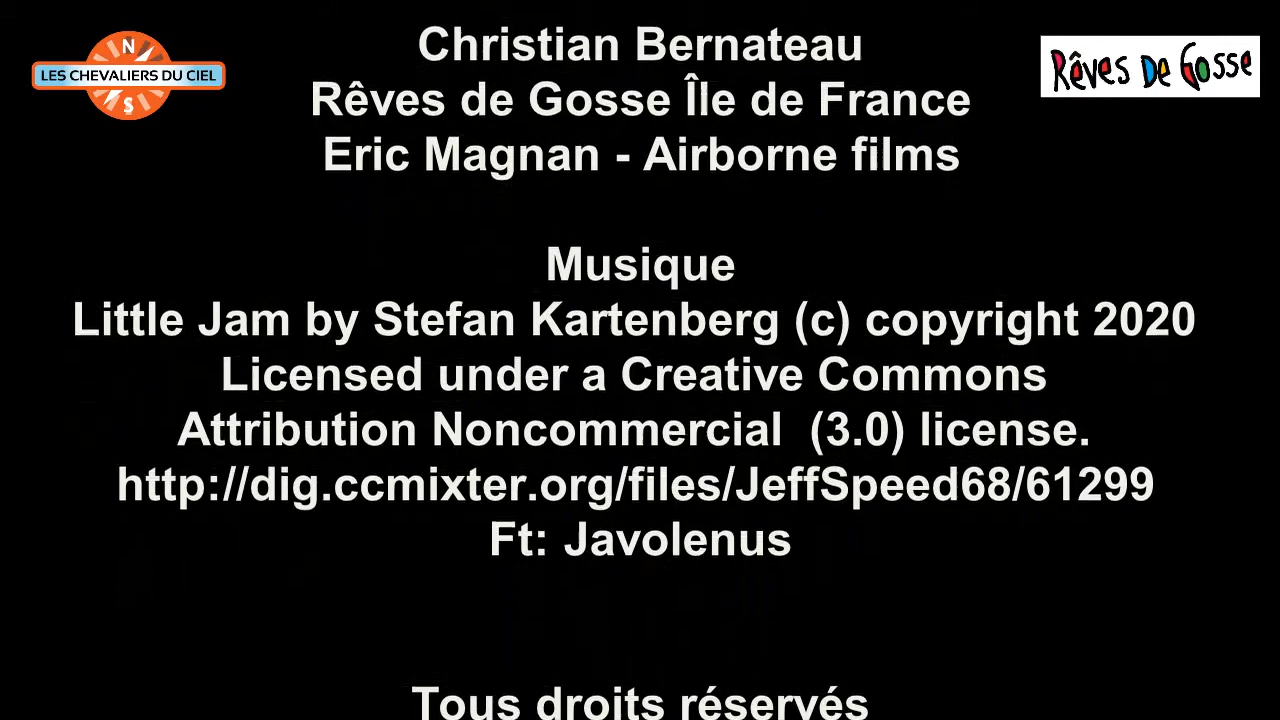 Christian Bernateau
Rêves de Gosse Île de France
Eric Magnan - Airborne films
N
LES CHEVALIERS DU CIEL
S
Rêves De Gosse
Musique
Little Jam by Stefan Kartenberg (c) copyright 2020
Licensed under a Creative Commons
Attribution Noncommercial  (3.0) license.
http://dig.ccmixter.org/files/JeffSpeed68/61299
Ft: Javolenus
Tous droits réservés